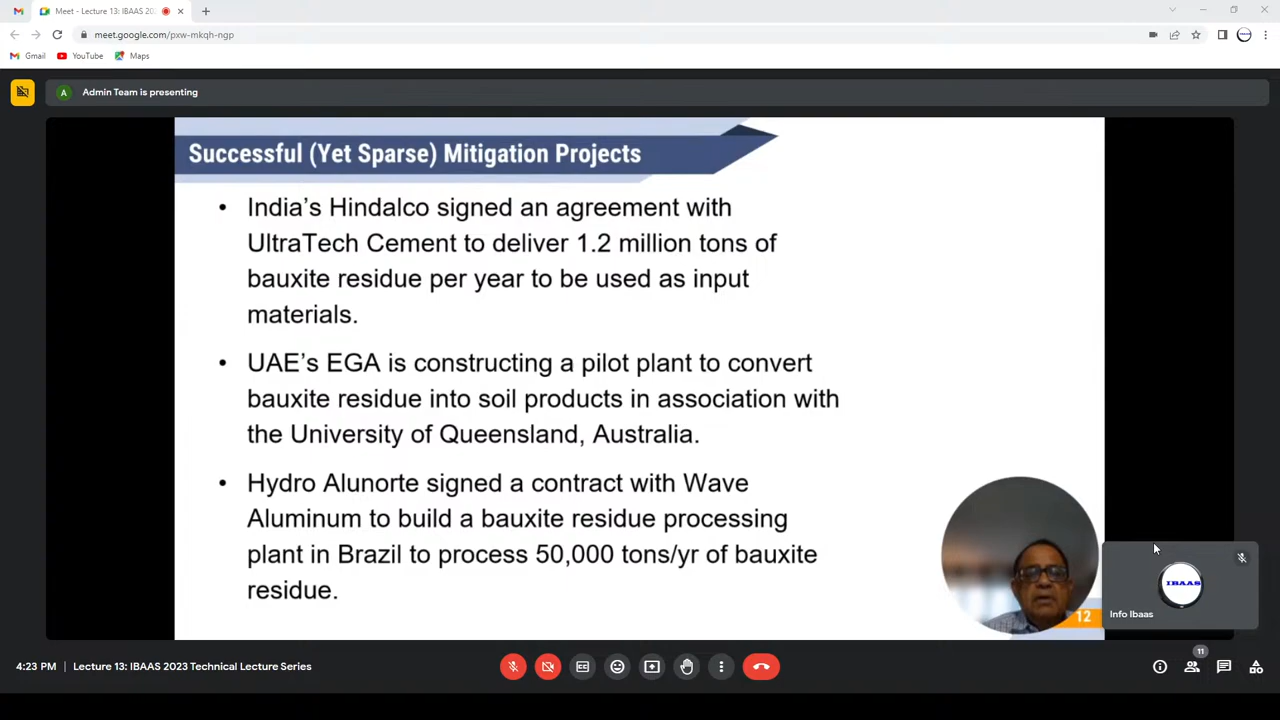 Meet - Lecture 13: IBAAS 202
meet.google.com/pxw-mkqh-ngp
Gmail
YouTube
Maps
A
Admin Team is presenting
Successful (Yet Sparse) Mitigation Projects
• India's Hindalco signed an agreement with
UltraTech Cement to deliver 1.2 million tons of
bauxite residue per year to be used as input
materials.
• UAE's EGA is constructing a pilot plant to convert
bauxite residue into soil products in association with
the University of Queensland, Australia.
• Hydro Alunorte signed a contract with Wave
Aluminum to build a bauxite residue processing
plant in Brazil to process 50,000 tons/yr of bauxite
residue.
12
IBAAS
Info Ibaas
4:23 PM | Lecture 13: IBAAS 2023 Technical Lecture Series
11